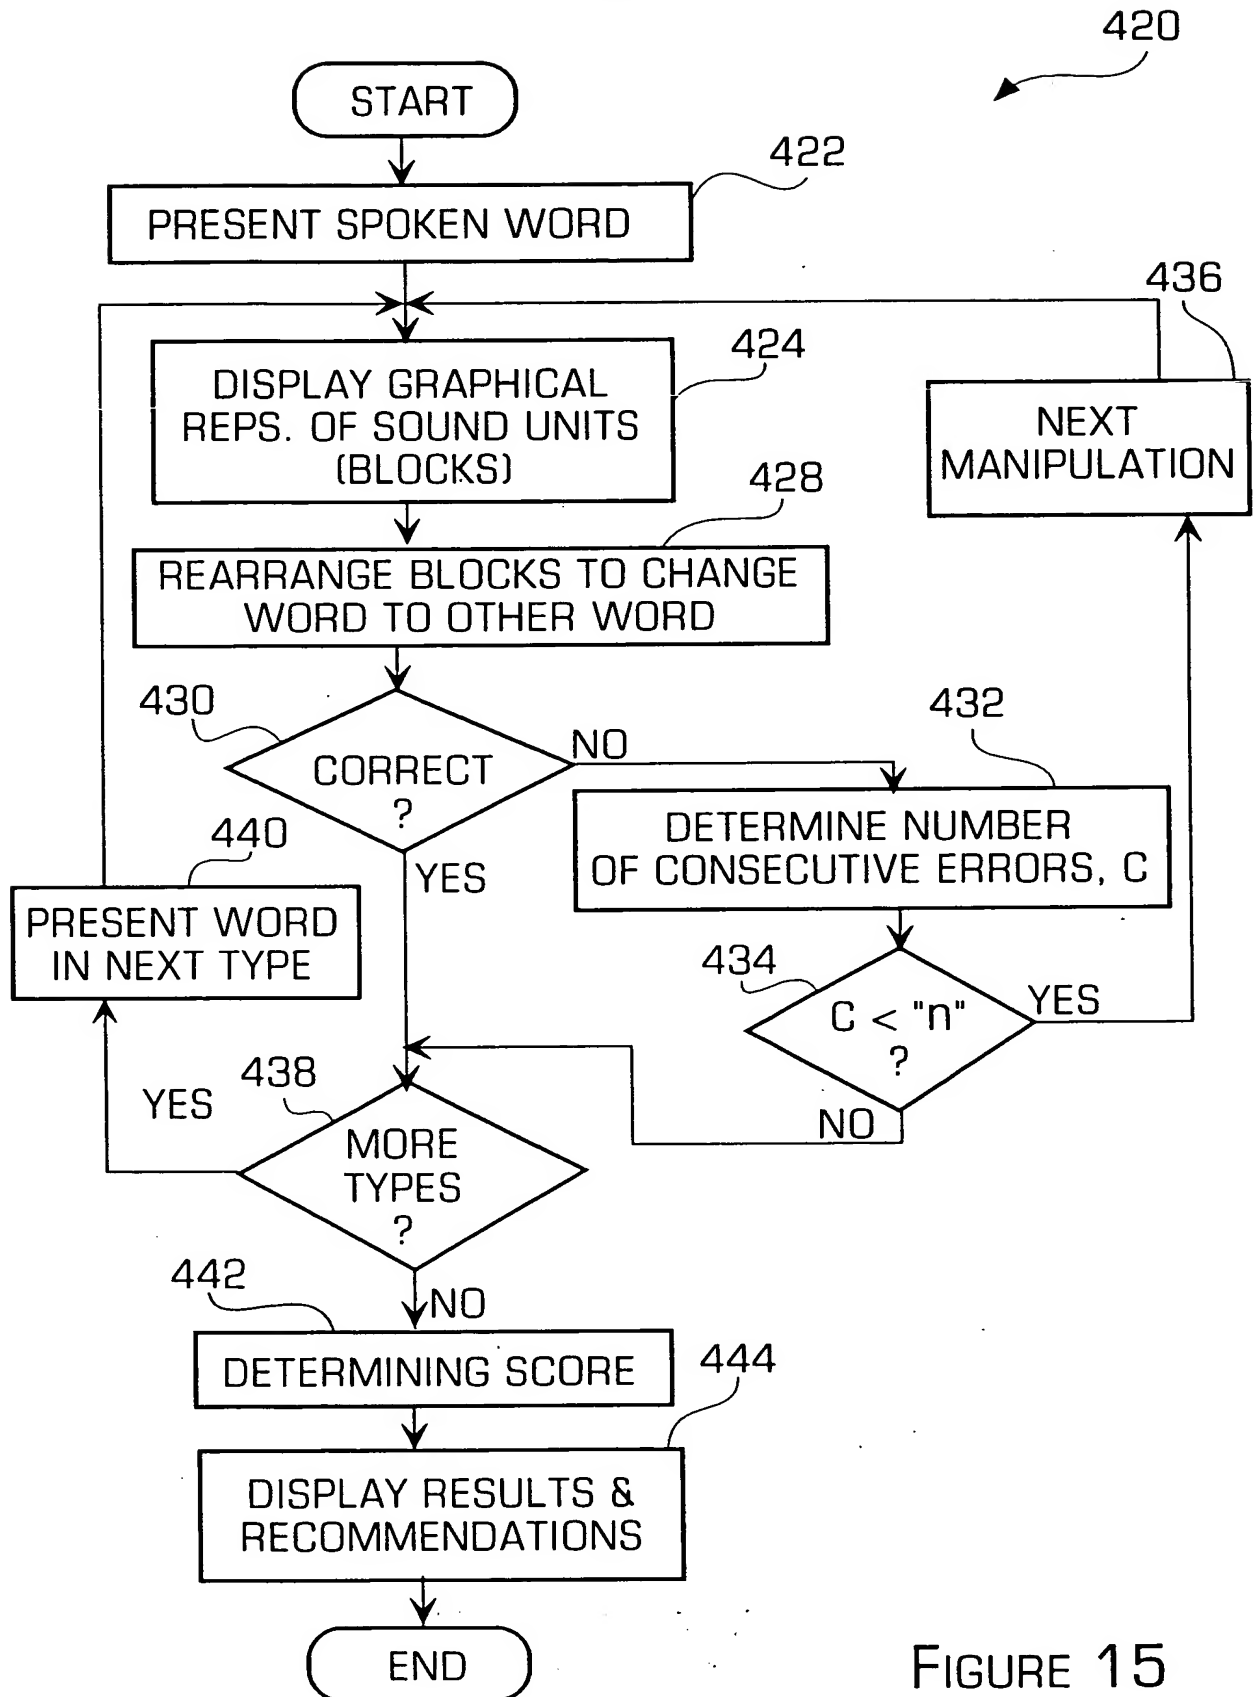 420
START
422
PRESENT SPOKEN WORD
436
424
DISPLAY GRAPHICAL
REPS. OF SOUND UNITS
(BLOCKS)
NEXT
MANIPULATION
428
REARRANGE BLOCKS TO CHANGE
WORD TO OTHER WORD
430
CORRECT
?
NO
432
DETERMINE NUMBER
OF CONSECUTIVE ERRORS, C
YES
440
PRESENT WORD
IN NEXT TYPE
434
C < "n"
?
YES
NO
438
MORE
TYPES
?
YES
NO
442
DETERMINING SCORE
444
DISPLAY RESULTS &
RECOMMENDATIONS
END
FIGURE 15